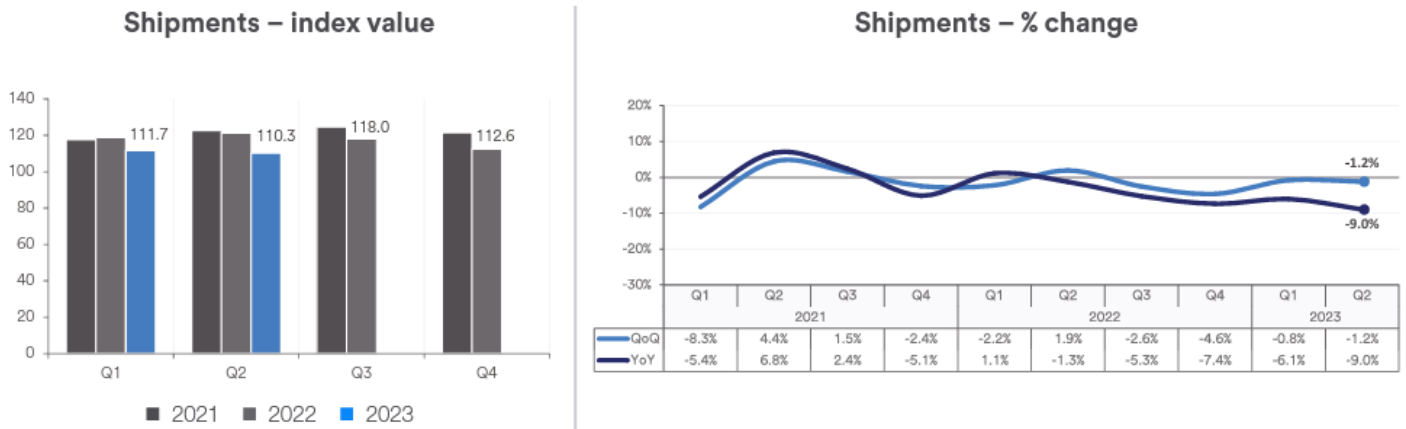 Shipments – index value
140
120
100
80
60
40
20
0
111.7
110.3
118.0
112.6
Q1 Q2 Q3 Q4
2021 2022 2023
Shipments – % change
20%
10%
0%
-10%
-20%
-30%
-1.2%
-9.0%
Q1 Q2 Q3 Q4 Q1 Q2 Q3 Q4 Q1 Q2
2021 2022 2023
QoQ -8.3% 4.4% 1.5% -2.4% -2.2% 1.9% -2.6% -4.6% -0.8% -1.2%
YoY -5.4% 6.8% 2.4% -5.1% 1.1% -1.3% -5.3% -7.4% -6.1% -9.0%